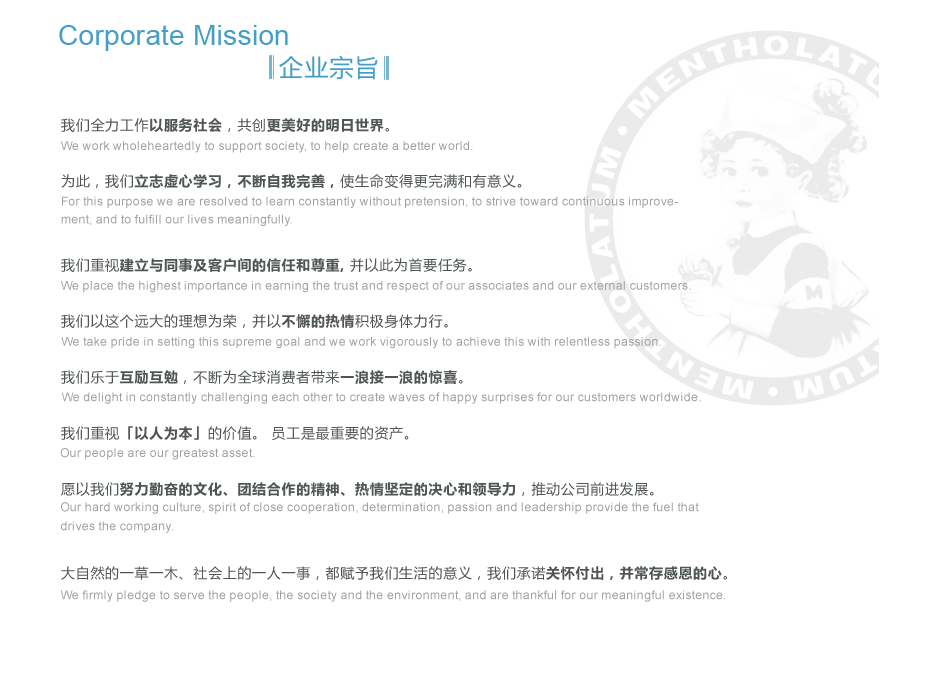 Corporate Mission
企业宗旨
我们全力工作以服务社会，共创更美好的明日世界。
We work wholeheartedly to support society, to help create a better world.
为此，我们立志虚心学习，不断自我完善，使生命变得更完满和有意义。
For this purpose we are resolved to learn constantly without pretension, to strive toward continuous improve-
ment, and to fulfill our lives meaningfully.
我们重视建立与同事及客户间的信任和尊重, 并以此为首要任务。
We place the highest importance in earning the trust and respect of our associates and our external customers.
我们以这个远大的理想为荣，并以不懈的热情积极身体力行。
We take pride in setting this supreme goal and we work vigorously to achieve this with relentless passion.
我们乐于互励互勉，不断为全球消费者带来一浪接一浪的惊喜。
We delight in constantly challenging each other to create waves of happy surprises for our customers worldwide.
我们重视「以人为本」的价值。 员工是最重要的资产。
Our people are our greatest asset.
愿以我们努力勤奋的文化、团结合作的精神、热情坚定的决心和领导力，推动公司前进发展。
Our hard working culture, spirit of close cooperation, determination, passion and leadership provide the fuel that
drives the company.
大自然的一草一木、社会上的一人一事，都赋予我们生活的意义，我们承诺关怀付出，并常存感恩的心。
We firmly pledge to serve the people, the society and the environment, and are thankful for our meaningful existence.
MENTHOLATUM • MENTHOLATUM • MENTHOLATUM
M